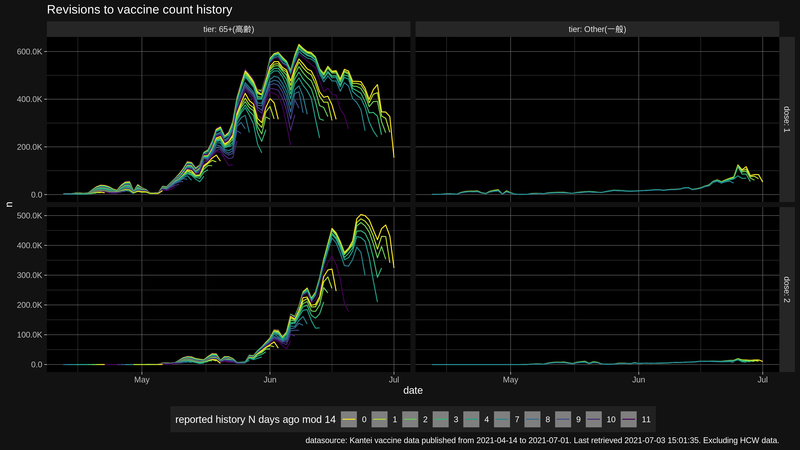 Revisions to vaccine count history
tier: 65+(高齢)
tier: Other(一般)
600.0K
400.0K
200.0K
0.0
dose: 1
n
500.0K
400.0K
300.0K
200.0K
100.0K
0.0
dose: 2
May Jun Jul May Jun Jul
date
reported history N days ago mod 14 0 1 2 3 4 7 8 9 10 11
datasource: Kantei vaccine data published from 2021-04-14 to 2021-07-01. Last retrieved 2021-07-03 15:01:35. Excluding HCW data.